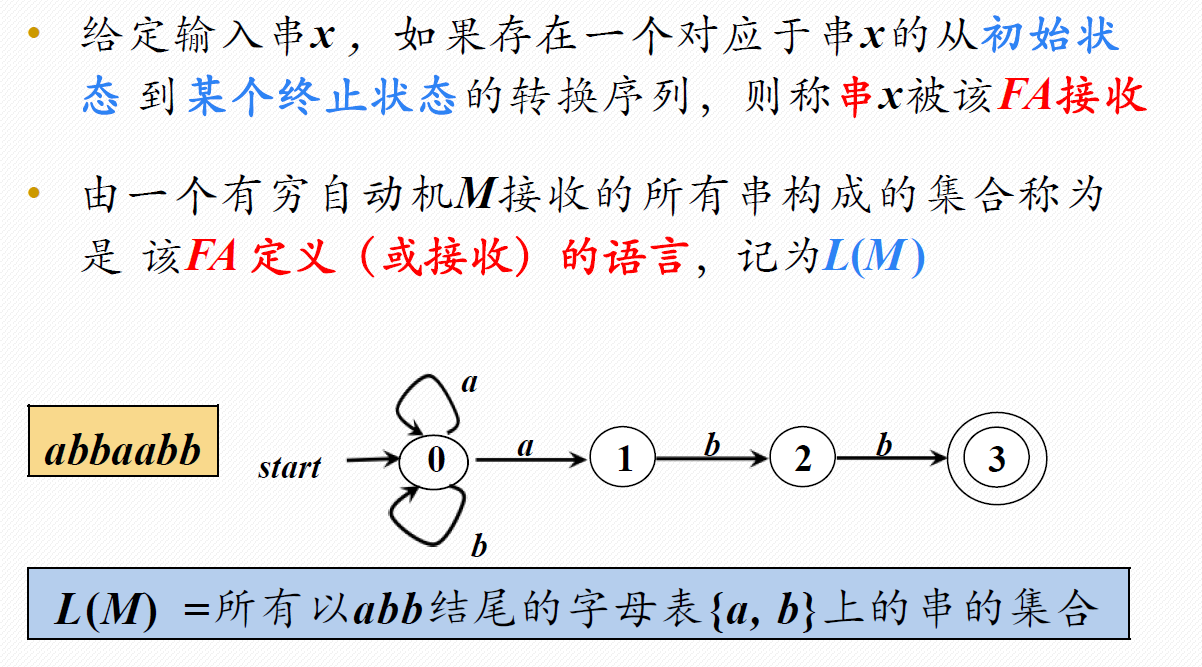 • 给定输入串x，如果存在一个对应于串x的从初始状
态 到某个终止状态的转换序列，则称串x被该FA接收
• 由一个有穷自动机M接收的所有串构成的集合称为
是 该FA 定义（或接收）的语言，记为L(M )
a
abbaabb
start
0
a
1
b
2
b
3
b
L(M) =所有以abb结尾的字母表{a, b}上的串的集合